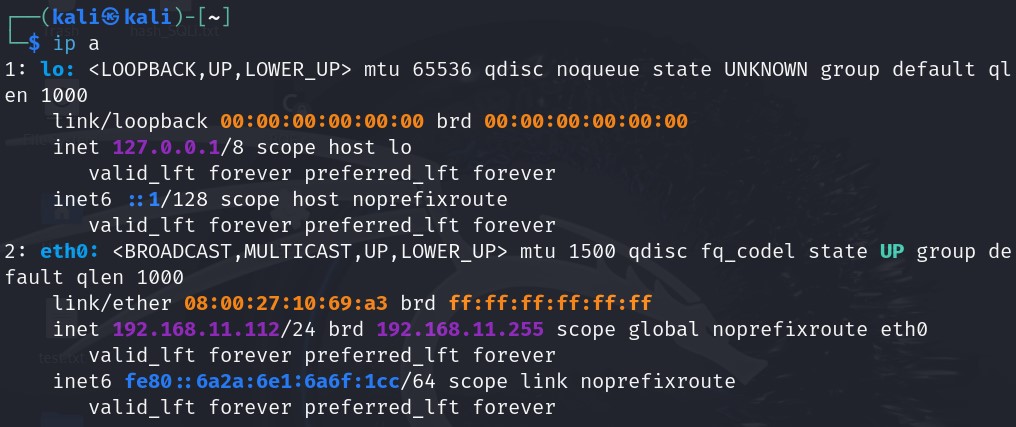 ┌──(kali㉿kali)-[~]
└─$ ip a
1: lo: <LOOPBACK,UP,LOWER_UP> mtu 65536 qdisc noqueue state UNKNOWN group default ql
en 1000
    link/loopback 00:00:00:00:00:00 brd 00:00:00:00:00:00
    inet 127.0.0.1/8 scope host lo
       valid_lft forever preferred_lft forever
    inet6 ::1/128 scope host noprefixroute
       valid_lft forever preferred_lft forever
2: eth0: <BROADCAST,MULTICAST,UP,LOWER_UP> mtu 1500 qdisc fq_codel state UP group de
fault qlen 1000
    link/ether 08:00:27:10:69:a3 brd ff:ff:ff:ff:ff:ff
    inet 192.168.11.112/24 brd 192.168.11.255 scope global noprefixroute eth0
       valid_lft forever preferred_lft forever
    inet6 fe80::6a2a:6e1:6a6f:1cc/64 scope link noprefixroute
       valid_lft forever preferred_lft forever